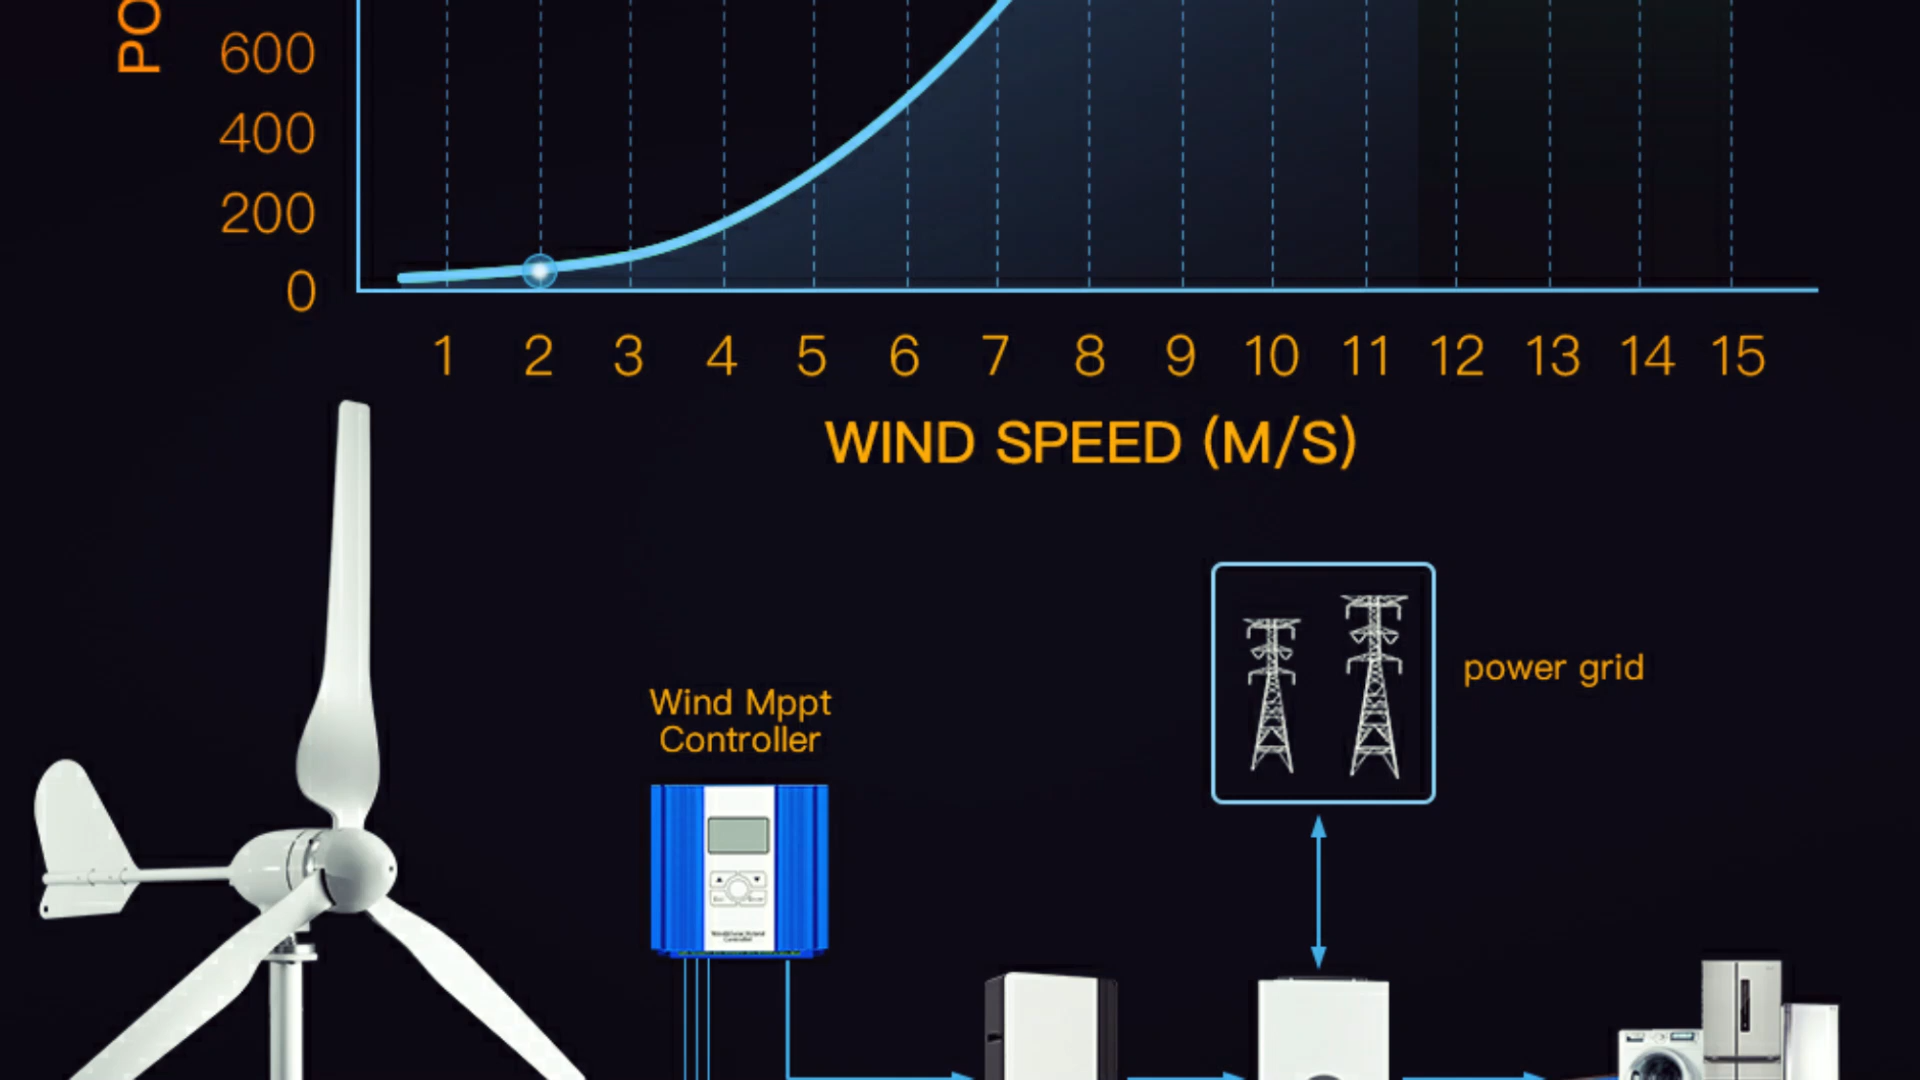 PO
600
400
200
0
1 2 3 4 5 6 7 8 9 10 11 12 13 14 15
WIND SPEED (M/S)
power grid
Wind Mppt
Controller